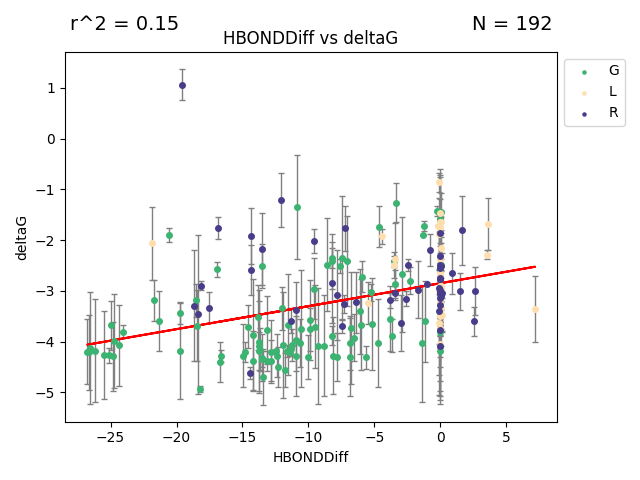 r^2 = 0.15
N = 192
HBONDDiff vs deltaG
1
0
−1
−2
−3
−4
−5
deltaG
−25
−20
−15
−10
−5
0
5
HBONDDiff
G
L
R